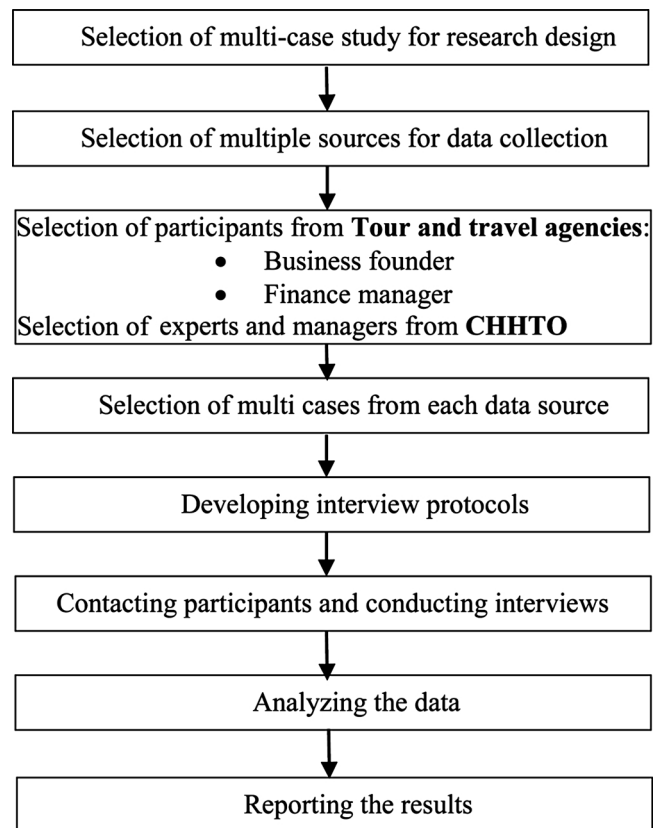 Selection of multi-case study for research design
Selection of multiple sources for data collection
Selection of participants from Tour and travel agencies:
• Business founder
• Finance manager
Selection of experts and managers from CHHTO
Selection of multi cases from each data source
Developing interview protocols
Contacting participants and conducting interviews
Analyzing the data
Reporting the results